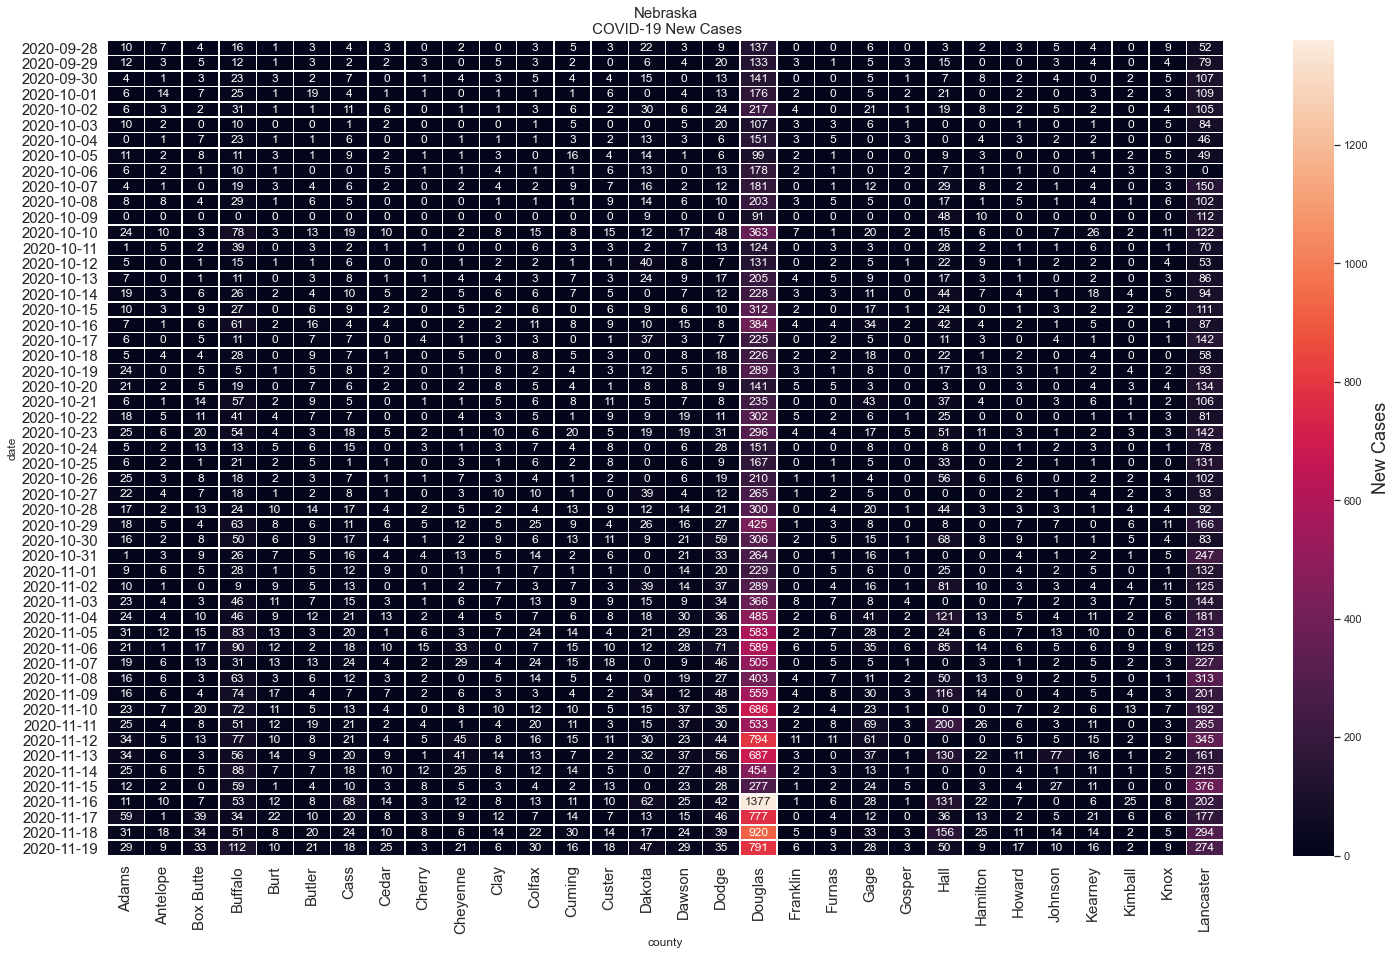 Nebraska
COVID-19 New Cases
2020-09-28 10 7 4 16 1 3 4 3 0 2 0 3 5 3 22 3 9 137 0 0 6 0 3 2 3 5 4 0 9 52
2020-09-29 12 3 5 12 1 3 2 2 3 0 5 3 2 0 6 4 20 133 3 1 5 3 15 0 0 3 4 0 4 79
2020-09-30 4 1 3 23 3 2 7 0 1 4 3 5 4 4 15 0 13 141 0 0 5 1 7 8 2 4 0 2 5 107
2020-10-01 6 14 7 25 1 19 4 1 1 0 1 1 1 6 0 4 13 176 2 0 5 2 21 0 2 0 3 2 3 109
2020-10-02 6 3 2 31 1 1 11 6 0 1 1 3 6 2 30 6 24 217 4 0 21 1 19 8 2 5 2 0 4 105
2020-10-03 10 2 0 10 0 0 1 2 0 0 0 1 5 0 0 5 20 107 3 3 6 1 0 0 1 0 1 0 5 84
2020-10-04 0 1 7 23 1 1 6 0 0 1 1 1 3 2 13 3 6 151 3 5 0 3 0 4 3 2 2 0 0 46
2020-10-05 11 2 8 11 3 1 9 2 1 1 3 0 16 4 14 1 6 99 2 1 0 0 9 3 0 0 1 2 5 49
2020-10-06 6 2 1 10 1 0 0 5 1 1 4 1 1 6 13 0 13 178 2 1 0 2 7 1 1 0 4 3 3 0
2020-10-07 4 1 0 19 3 4 6 2 0 2 4 2 9 7 16 2 12 181 0 1 12 0 29 8 2 1 4 0 3 150
2020-10-08 8 8 4 29 1 6 5 0 0 0 1 1 1 9 14 6 10 203 3 5 5 0 17 1 5 1 4 1 6 102
2020-10-09 0 0 0 0 0 0 0 0 0 0 0 0 0 0 9 0 0 91 0 0 0 0 48 10 0 0 0 0 0 112
2020-10-10 24 10 3 78 3 13 19 10 0 2 8 15 8 15 12 17 48 363 7 1 20 2 15 6 0 7 26 2 11 122
2020-10-11 1 5 2 39 0 3 2 1 1 0 0 6 3 3 2 7 13 124 0 3 3 0 28 2 1 1 6 0 1 70
2020-10-12 5 0 1 15 1 1 6 0 0 1 2 2 1 1 40 8 7 131 0 2 5 1 22 9 1 2 2 0 4 53
2020-10-13 7 0 1 11 0 3 8 1 1 4 4 3 7 3 24 9 17 205 4 5 9 0 17 3 1 0 2 0 3 86
2020-10-14 19 3 6 26 2 4 10 5 2 5 6 6 7 5 0 7 12 228 3 3 11 0 44 7 4 1 18 4 5 94
2020-10-15 10 3 9 27 0 6 9 2 0 5 2 6 0 6 9 6 10 312 2 0 17 1 24 0 1 3 2 2 2 111
2020-10-16 7 1 6 61 2 16 4 4 0 2 2 11 8 9 10 15 8 384 4 4 34 2 42 4 2 1 5 0 1 87
2020-10-17 6 0 5 11 0 7 7 0 4 1 3 3 0 1 37 3 7 225 0 2 5 0 11 3 0 4 1 0 1 142
2020-10-18 5 4 4 28 0 9 7 1 0 5 0 8 5 3 0 8 18 226 2 2 18 0 22 1 2 0 4 0 0 58
2020-10-19 24 0 5 5 1 5 8 2 0 1 8 2 4 3 12 5 18 289 3 1 8 0 17 13 3 1 2 4 2 93
2020-10-20 21 2 5 19 0 7 6 2 0 2 8 5 4 1 8 8 9 141 5 5 3 0 3 0 3 0 4 3 4 134
2020-10-21 6 1 14 57 2 9 5 0 1 1 5 6 8 11 5 7 8 235 0 0 43 0 37 4 0 3 6 1 2 106
2020-10-22 18 5 11 41 4 7 7 0 0 4 3 5 1 9 9 19 11 302 5 2 6 1 25 0 0 0 1 1 3 81
2020-10-23 25 6 20 54 4 3 18 5 2 1 10 6 20 5 19 19 31 296 4 4 17 5 51 11 3 1 2 3 3 142
2020-10-24 5 2 13 13 5 6 15 0 3 1 3 7 4 8 0 6 28 151 0 0 8 0 8 0 1 2 3 0 1 78
2020-10-25 6 2 1 21 2 5 1 1 0 3 1 6 2 8 0 6 9 167 0 1 5 0 33 0 2 1 1 0 0 131
2020-10-26 25 3 8 18 2 3 7 1 1 7 3 4 1 2 0 6 19 210 1 1 4 0 56 6 6 0 2 2 4 102
2020-10-27 22 4 7 18 1 2 8 1 0 3 10 10 1 0 39 4 12 265 1 2 5 0 0 0 2 1 4 2 3 93
2020-10-28 17 2 13 24 10 14 17 4 2 5 2 4 13 9 12 14 21 300 0 4 20 1 44 3 3 3 1 4 4 92
2020-10-29 18 5 4 63 8 6 11 6 5 12 5 25 9 4 26 16 27 425 1 3 8 0 8 0 7 7 0 6 11 166
2020-10-30 16 2 8 50 6 9 17 4 1 2 9 6 13 11 9 21 59 306 2 5 15 1 68 8 9 1 1 5 4 83
2020-10-31 1 3 9 26 7 5 16 4 4 13 5 14 2 6 0 21 33 264 0 1 16 1 0 0 4 1 2 1 5 247
2020-11-01 9 6 5 28 1 5 12 9 0 1 1 7 1 1 0 14 20 229 0 5 6 0 25 0 4 2 5 0 1 132
2020-11-02 10 1 0 9 9 5 13 0 1 2 7 3 7 3 39 14 37 289 0 4 16 1 81 10 3 3 4 4 11 125
2020-11-03 23 4 3 46 11 7 15 3 1 6 7 13 9 9 15 9 34 366 8 7 8 4 0 0 7 2 3 7 5 144
2020-11-04 24 4 10 46 9 12 21 13 2 4 5 7 6 8 18 30 36 485 2 6 41 2 121 13 5 4 11 2 6 181
2020-11-05 31 12 15 83 13 3 20 1 6 3 7 24 14 4 21 29 23 583 2 7 28 2 24 6 7 13 10 0 6 213
2020-11-06 21 1 17 90 12 2 18 10 15 33 0 7 15 10 12 28 71 589 6 5 35 6 85 14 6 5 6 9 9 125
2020-11-07 19 6 13 31 13 13 24 4 2 29 4 24 15 18 0 9 46 505 0 5 5 1 0 3 1 2 5 2 3 227
2020-11-08 16 6 3 63 3 6 12 3 2 0 5 14 5 4 0 19 27 403 4 7 11 2 50 13 9 2 5 0 1 313
2020-11-09 16 6 4 74 17 4 7 7 2 6 3 3 4 2 34 12 48 559 4 8 30 3 116 14 0 4 5 4 3 201
2020-11-10 23 7 20 72 11 5 13 4 0 8 10 12 10 5 15 37 35 686 2 4 23 1 0 0 7 2 6 13 7 192
2020-11-11 25 4 8 51 12 19 21 2 4 1 4 20 11 3 15 37 30 533 2 8 69 3 200 26 6 3 11 0 3 265
2020-11-12 34 5 13 77 10 8 21 4 5 45 8 16 15 11 30 23 44 794 11 11 61 0 0 0 5 5 15 2 9 345
2020-11-13 34 6 3 56 14 9 20 9 1 41 14 13 7 2 32 37 56 687 3 0 37 1 130 22 11 77 16 1 2 161
2020-11-14 25 6 5 88 7 7 18 10 12 25 8 12 14 5 0 27 48 454 2 3 13 1 0 0 4 1 11 1 5 215
2020-11-15 12 2 0 59 1 4 10 3 8 5 3 4 2 13 0 23 28 277 1 2 24 5 0 3 4 27 11 0 0 376
2020-11-16 11 10 7 53 12 8 68 14 3 12 8 13 11 10 62 25 42 1377 1 6 28 1 131 22 7 0 6 25 8 202
2020-11-17 59 1 39 34 22 10 20 8 3 9 12 7 14 7 13 15 46 777 0 4 12 0 36 13 2 5 21 6 6 177
2020-11-18 31 18 34 51 8 20 24 10 8 6 14 22 30 14 17 24 39 920 5 9 33 3 156 25 11 14 14 2 5 294
2020-11-19 29 9 33 112 10 21 18 25 3 21 6 30 16 18 47 29 35 791 6 3 28 3 50 9 17 10 16 2 9 274
date
Adams Antelope Box Butte Buffalo Burt Butler Cass Cedar Cherry Cheyenne Clay Colfax Cuming Custer Dakota Dawson Dodge Douglas Franklin Furnas Gage Gosper Hall Hamilton Howard Johnson Kearney Kimball Knox Lancaster
county
1200
1000
800
600
400
200
0
New Cases